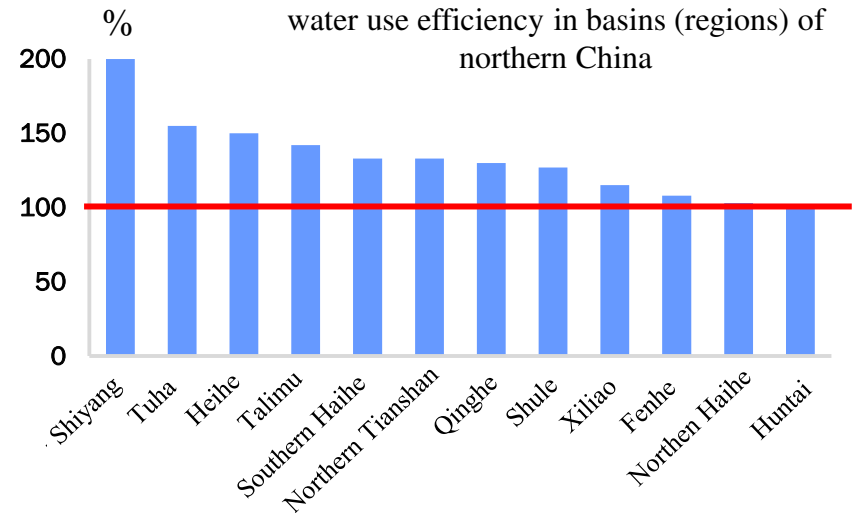 %
water use efficiency in basins (regions) of
northern China
200
150
100
50
0
Shiyang
Tuha
Heihe
Talimu
Southern Haihe
Northern Tianshan
Qinghe
Shule
Xiliao
Fenhe
Northen Haihe
Huntai